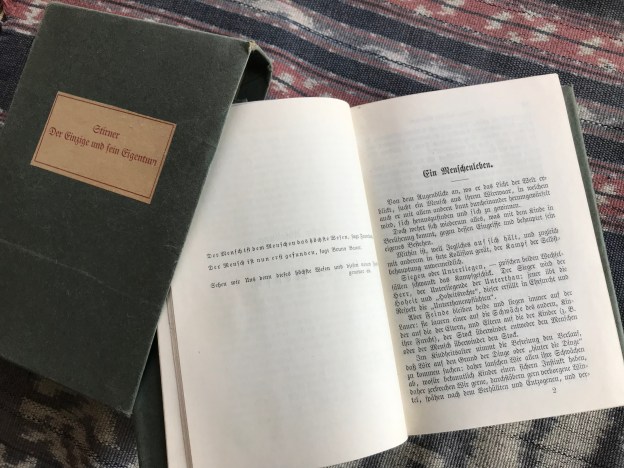 Stirner
Der Einzige und sein Eigentum
Der Mensch ist dem Menschen das höchste Wesen, sagt
Der Mensch ist nun erst gefunden, sagt Bruno Bauer.
Sehen wir Uns denn dieses höchste Wesen und diesen neuen
genauer an.
Ein Menschenleben.
Von dem Augenblicke an, wo er das Licht der Welt er-
blickt, sucht ein Mensch aus ihrem Wirrwarr, in welchem
auch er mit allem andern bunt durcheinander herumgewürfelt
wird, sich herauszufinden und sich zu gewinnen.
Doch wehrt sich wiederum alles, was mit dem Kinde in
Berührung kommt, gegen dessen Eingriffe und behauptet sein
eigenes Bestehen.
Mithin ist, weil Jegliches auf sich hält, und zugleich
mit anderem in stete Kollision gerät, der Kampf der Selbst-
behauptung unvermeidlich.
Siegen oder Unterliegen, — zwischen beiden Wechsel-
fällen schwankt das Kampfgeschick. Der Sieger wird der
Herr, der Unterliegende der Unterthan: jener übt die
Hoheit und „Hoheitsrechte“, dieser erfüllt in Ehrfurcht und
Respekt die „Unterthanenpflichten“.
Aber Feinde bleiben beide und liegen immer auf der
Lauer: sie lauern einer auf die Schwäche des andern, Kin-
der auf die der Eltern, und Eltern auf die der Kinder (z. B.
ihre Furcht), der Stock überwindet entweder den Menschen
oder der Mensch überwindet den Stock.
Im Kindheitsalter nimmt die Befreiung den Verlauf,
daß Wir auf den Grund der Dinge oder „hinter die Dinge“
zu kommen suchen: daher lauschen Wir allen ihre Schwächen
ab, wofür bekanntlich Kinder einen sichern Instinkt haben,
daher zerbrechen Wir gerne, durchstöbern gern verborgene Win-
kel, spähen nach dem Verhüllten und Entzogenen, und ver-
2